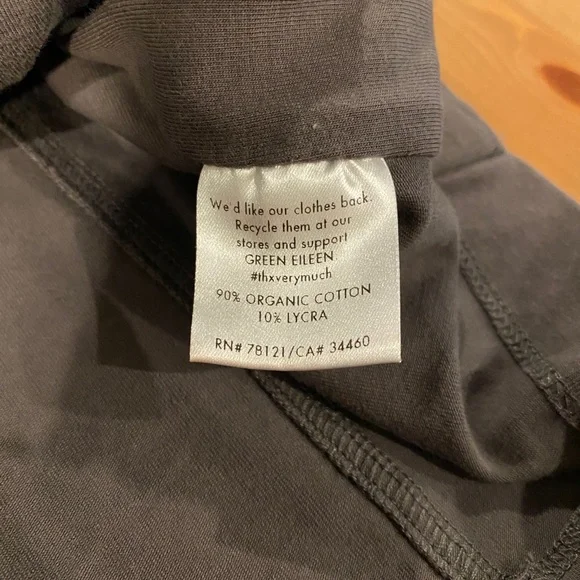 We'd like our clothes back.
Recycle them at our
stores and support
GREEN EILEEN
#thxverymuch
90% ORGANIC COTTON
10% LYCRA
RN# 78121/CA# 34460